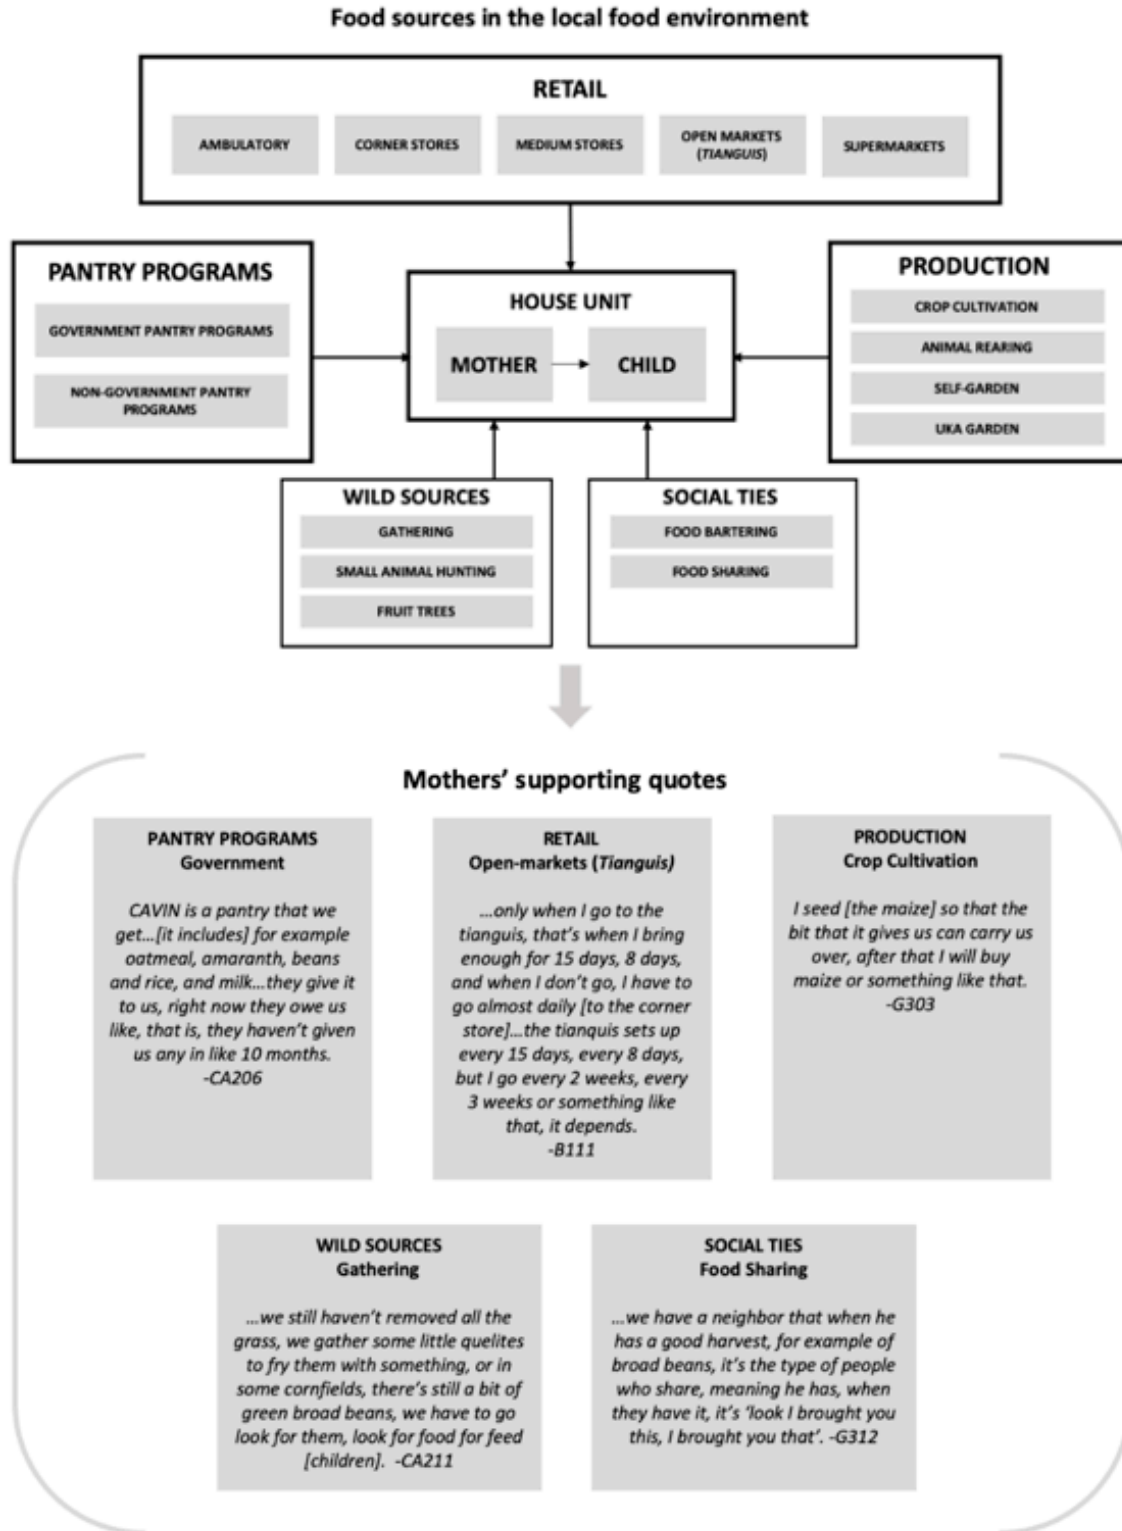 Food sources in the local food environment
RETAIL
AMBULATORY
CORNER STORES
MEDIUM STORES
OPEN MARKETS
(TIANGUIS)
SUPERMARKETS
PANTRY PROGRAMS
GOVERNMENT PANTRY PROGRAMS
NON-GOVERNMENT PANTRY
PROGRAMS
HOUSE UNIT
MOTHER
CHILD
PRODUCTION
CROP CULTIVATION
ANIMAL REARING
SELF-GARDEN
UKA GARDEN
WILD SOURCES
GATHERING
SMALL ANIMAL HUNTING
FRUIT TREES
SOCIAL TIES
FOOD BARTERING
FOOD SHARING
Mothers' supporting quotes
PANTRY PROGRAMS
Government
CAVIN is a pantry that we
get...[it includes] for example
oatmeal, amaranth, beans
and rice, and milk...they give it
to us, right now they owe us
like, that is, they haven't given
us any in like 10 months.
-CA206
RETAIL
Open-markets (Tianguis)
...only when I go to the
tianguis, that's when I bring
enough for 15 days, 8 days,
and when I don't go, I have to
go almost daily [to the corner
store]...the tianquis sets up
every 15 days, every 8 days,
but I go every 2 weeks, every
3 weeks or something like
that, it depends.
-B111
PRODUCTION
Crop Cultivation
I seed [the maize] so that the
bit that it gives us can carry us
over, after that I will buy
maize or something like that.
-G303
WILD SOURCES
Gathering
...we still haven't removed all the
grass, we gather some little quelites
to fry them with something, or in
some cornfields, there's still a bit of
green broad beans, we have to go
look for them, look for food for feed
[children]. -CA211
SOCIAL TIES
Food Sharing
...we have a neighbor that when he
has a good harvest, for example of
broad beans, it's the type of people
who share, meaning he has, when
they have it, it's 'look I brought you
this, I brought you that'. -G312